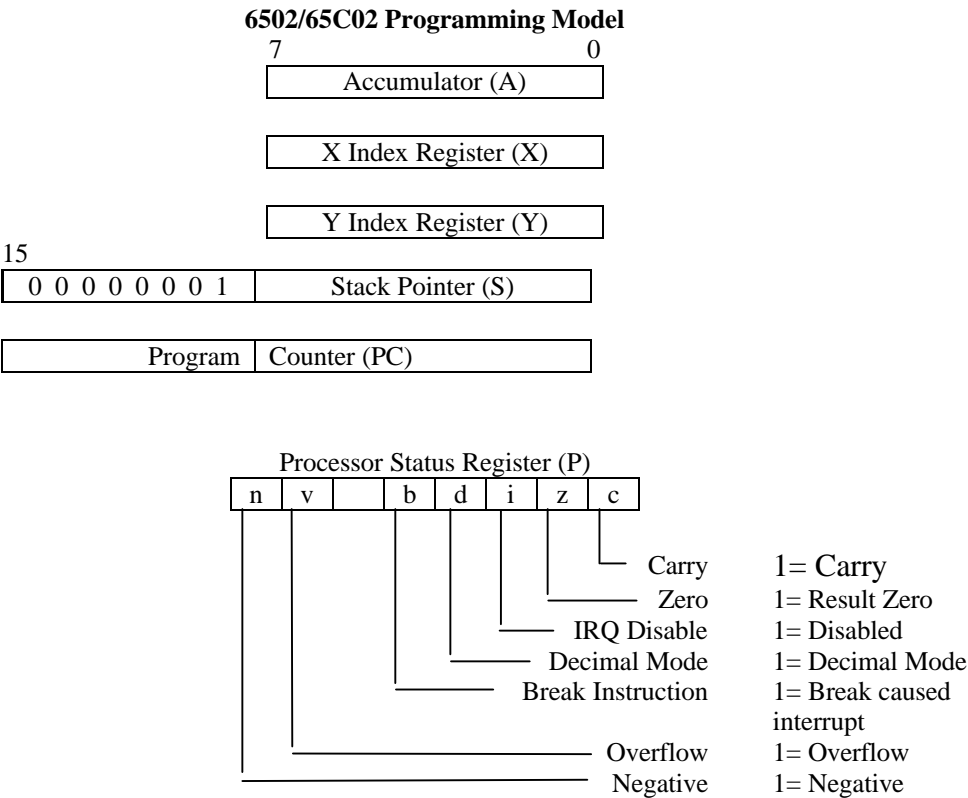 6502/65C02 Programming Model
7 0
Accumulator (A)
X Index Register (X)
Y Index Register (Y)
15
0 0 0 0 0 0 0 1 Stack Pointer (S)
Program Counter (PC)
Processor Status Register (P)
n v b d i z c
Carry 1= Carry
Zero 1= Result Zero
IRQ Disable 1= Disabled
Decimal Mode 1= Decimal Mode
Break Instruction 1= Break caused
interrupt
Overflow 1= Overflow
Negative 1= Negative